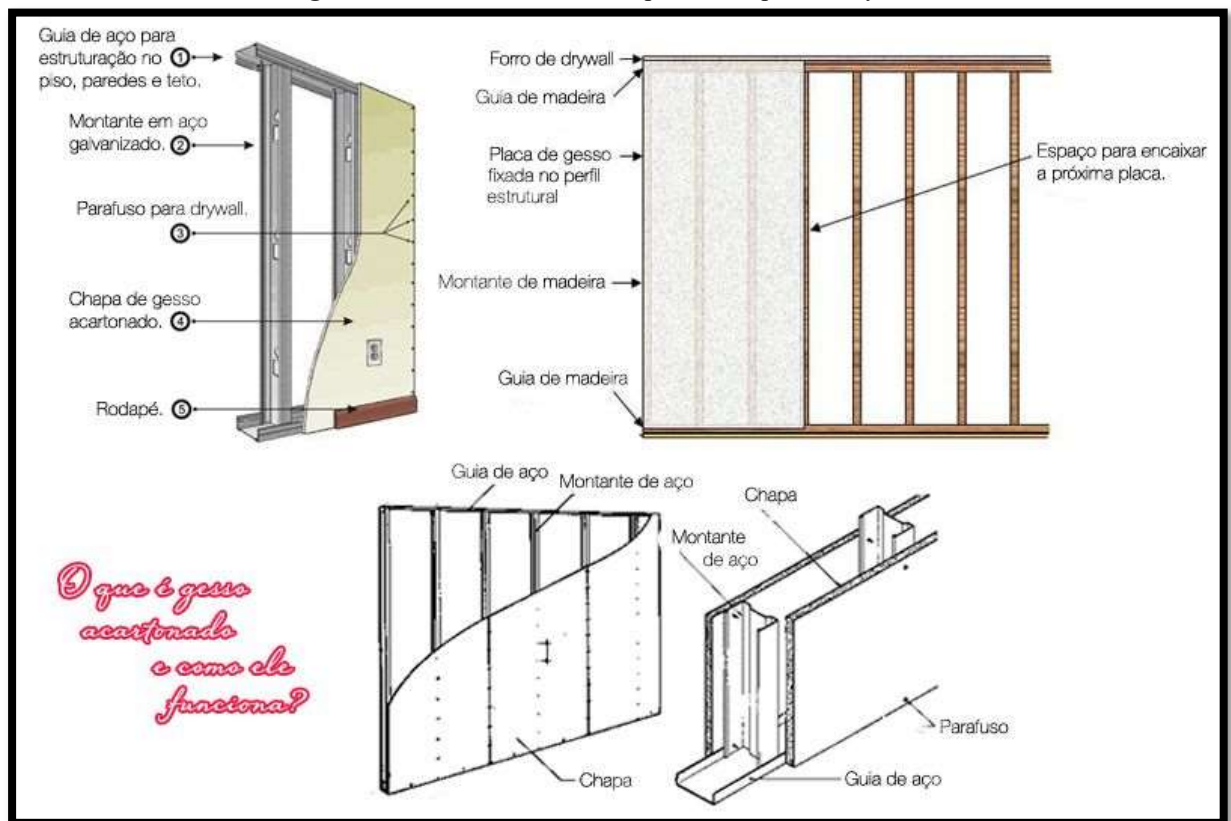 Guia de aço para
estruturação no ①
piso, paredes e teto.
Montante em aço
galvanizado. ②
Parafuso para drywall.
③
Chapa de gesso
acartonado. ④
Rodapé. ⑤
Forro de drywall
Guia de madeira
Placa de gesso
fixada no perfil
estrutural
Montante de madeira
Guia de madeira
Espaço para encaixar
a próxima placa.
Guia de aço
Montante de aço
Chapa
Chapa
Montante
de aço
Parafuso
Guia de aço
O que é gesso
acartonado
e como ele
funciona?